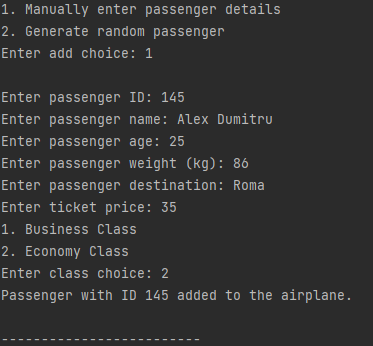 1. Manually enter passenger details
2. Generate random passenger
Enter add choice: 1
Enter passenger ID: 145
Enter passenger name: Alex Dumitru
Enter passenger age: 25
Enter passenger weight (kg): 86
Enter passenger destination: Roma
Enter ticket price: 35
1. Business Class
2. Economy Class
Enter class choice: 2
Passenger with ID 145 added to the airplane.
-------------------------